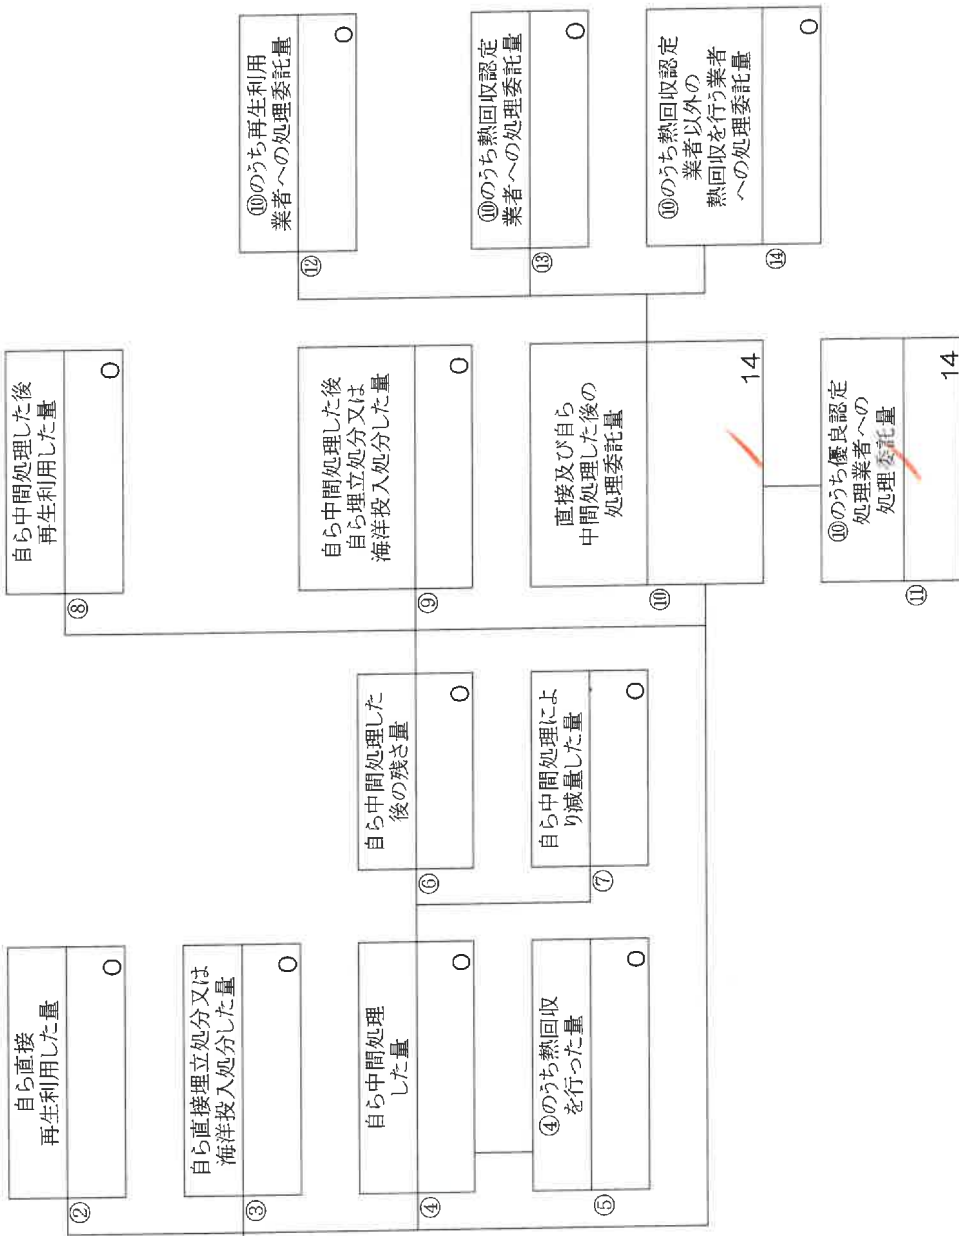 ②
自ら直接
再生利用した量
0
③
自ら直接埋立処分又は
海洋投入処分した量
0
④
自ら中間処理
した量
0
⑤
④のうち熱回収
を行った量
0
⑥
自ら中間処理した
後の残さ量
0
⑦
自ら中間処理によ
り減量した量
0
⑧
自ら中間処理した後
再生利用した量
0
⑨
自ら中間処理した後
自ら埋立処分又は
海洋投入処分した量
0
⑩
直接及び自ら
中間処理した後の
処理委託量
14
⑪
⑩のうち優良認定
処理業者への
処理委託量
14
⑫
⑩のうち再生利用
業者への処理委託量
0
⑬
⑩のうち熱回収認定
業者への処理委託量
0
⑭
⑩のうち熱回収認定
業者以外の
熱回収を行う業者
への処理委託量
0